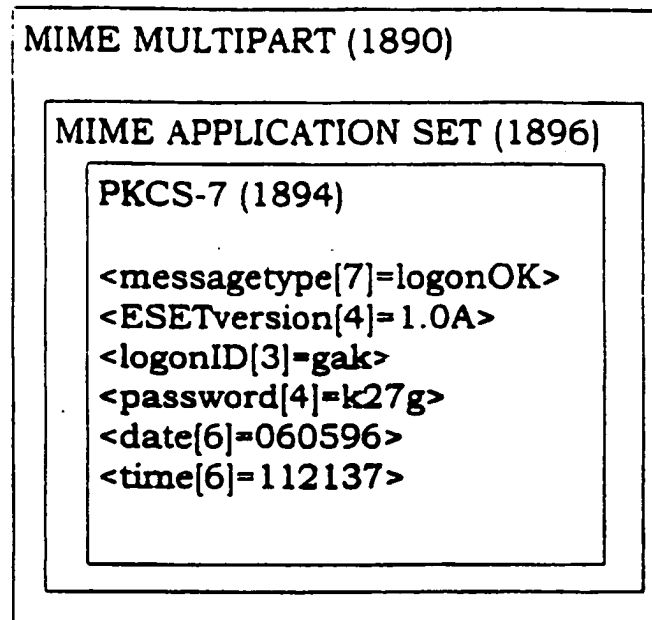 MIME MULTIPART (1890)
MIME APPLICATION SET (1896)
PKCS-7 (1894)
<messagetype[7]=logonOK>
<ESETversion[4]=1.0A>
<logonID[3]=gak>
<password[4]=k27g>
<date[6]=060596>
<time[6]=112137>